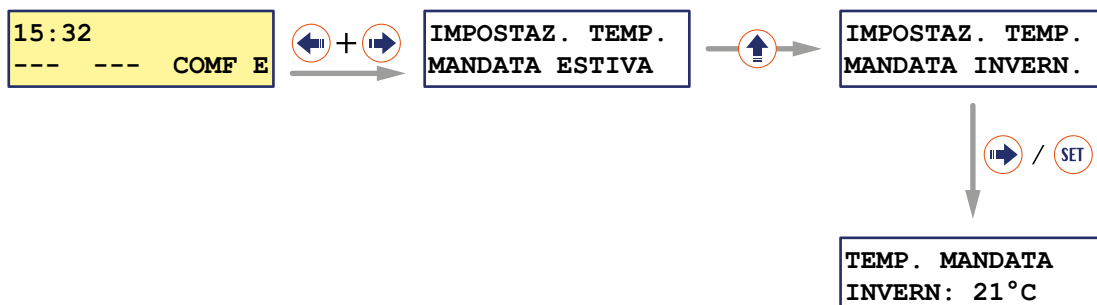 15:32
--- --- COMF E
+
IMPOSTAZ. TEMP.
MANDATA ESTIVA
IMPOSTAZ. TEMP.
MANDATA INVERN.
/ SET
TEMP. MANDATA
INVERN: 21°C